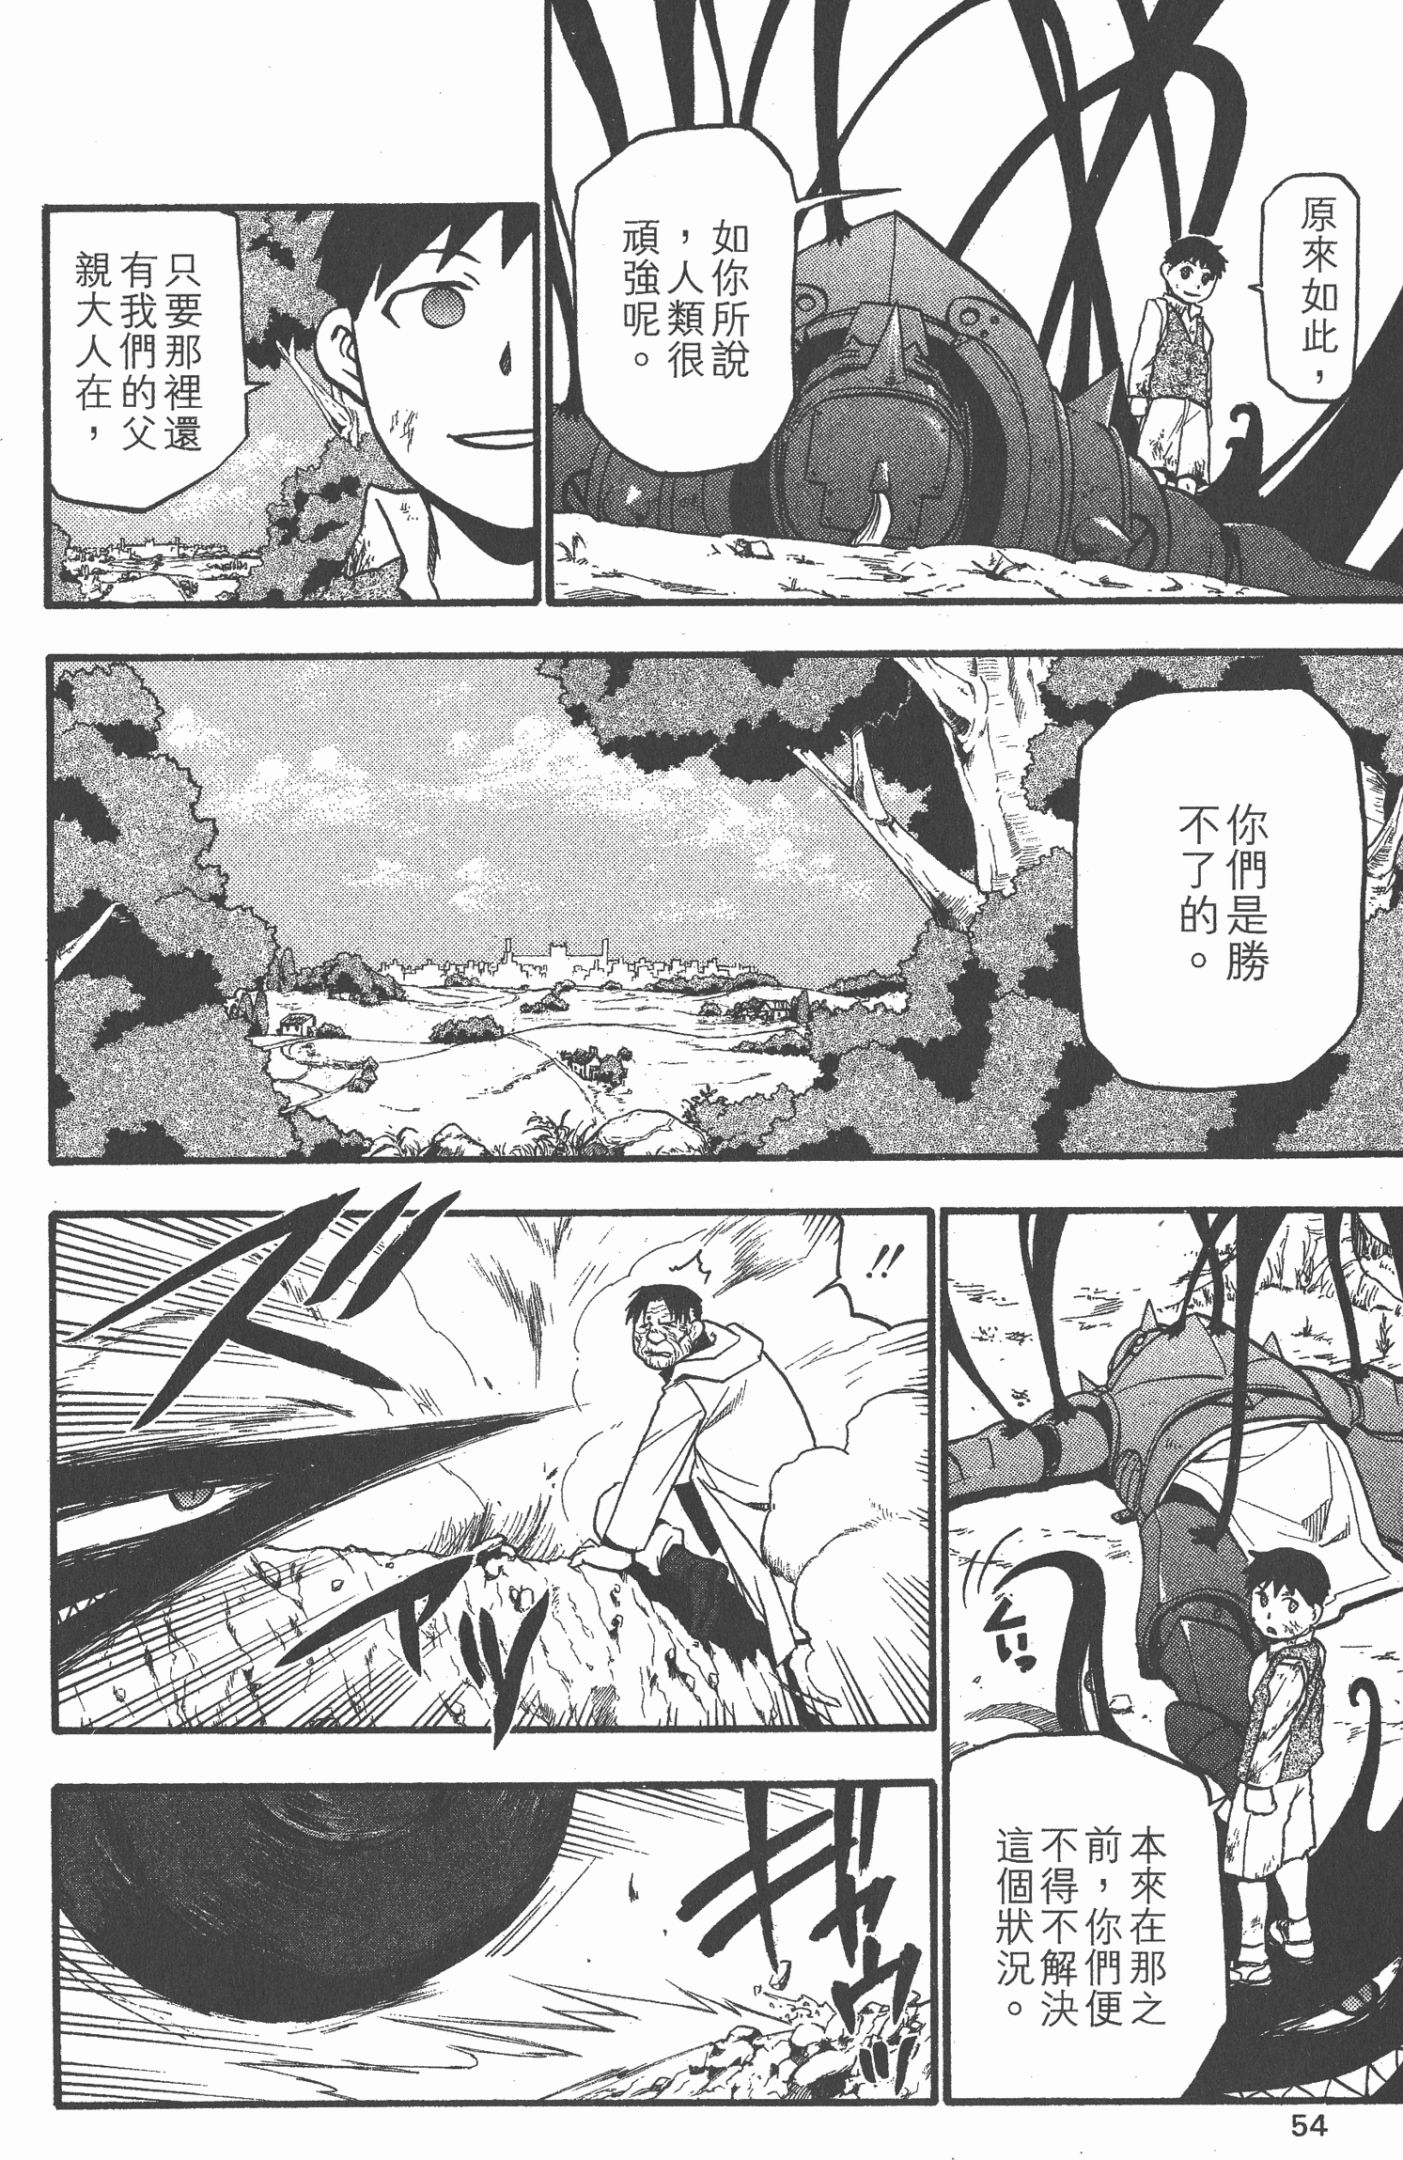 原來如此，
如你所說
，人類很
頑強呢。
只要那裡還
有我們的父
親大人在，
你們是勝
不了的。
本來在那之
前，你們便
不得不解決
這個狀況。
!!
54